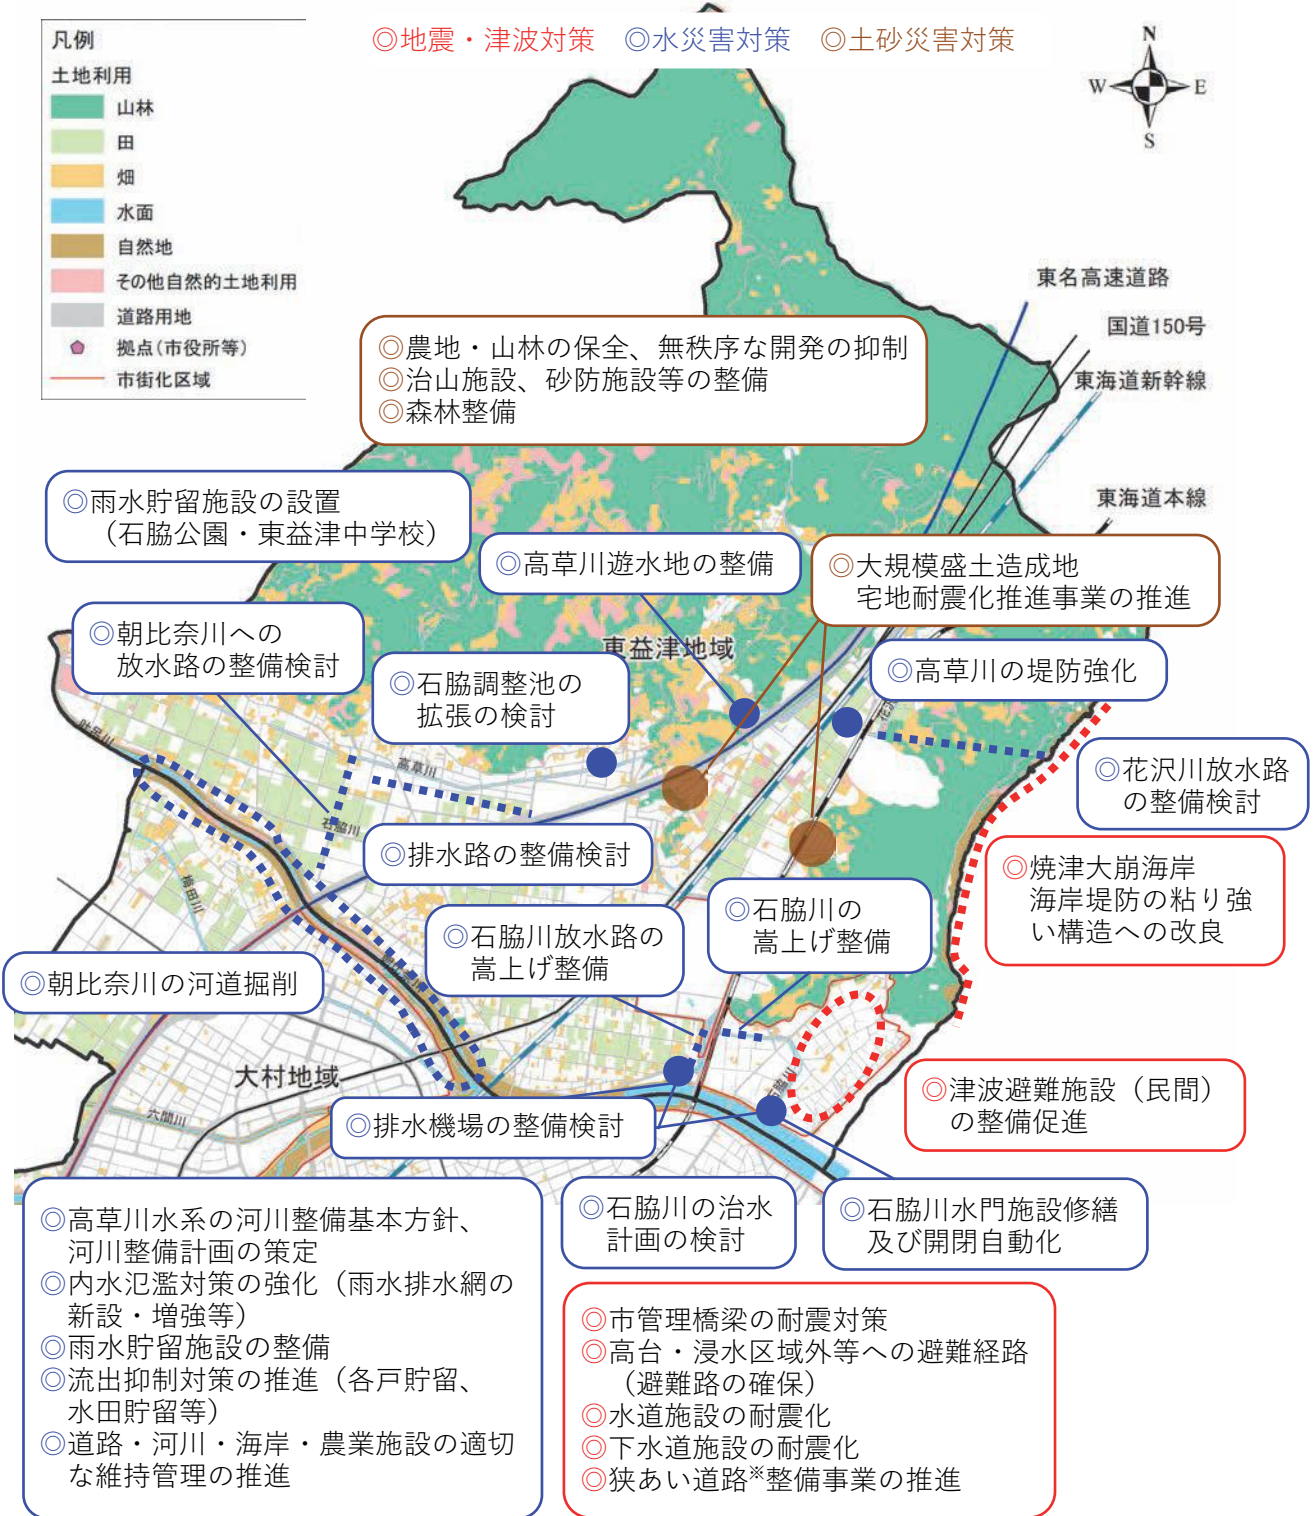 凡例
土地利用
山林
田
畑
水面
自然地
その他自然的土地利用
道路用地
拠点(市役所等)
市街化区域
◎地震・津波対策 ◎水災害対策 ◎土砂災害対策
N
W E
S
東名高速道路
国道150号
東海道新幹線
東海道本線
◎農地・山林の保全、無秩序な開発の抑制
◎治山施設、砂防施設等の整備
◎森林整備
◎雨水貯留施設の設置
（石脇公園・東益津中学校）
◎高草川遊水地の整備
◎大規模盛土造成地
宅地耐震化推進事業の推進
◎朝比奈川への
放水路の整備検討
東益津地域
◎石脇調整池の
拡張の検討
◎高草川の堤防強化
高草川
◎花沢川放水路
の整備検討
石脇川
◎排水路の整備検討
◎焼津大崩海岸
海岸堤防の粘り強
い構造への改良
◎石脇川の
嵩上げ整備
◎石脇川放水路の
嵩上げ整備
◎朝比奈川の河道掘削
大村地域
六間川
◎津波避難施設（民間）
の整備促進
◎排水機場の整備検討
◎石脇川の治水
計画の検討
◎石脇川水門施設修繕
及び開閉自動化
◎高草川水系の河川整備基本方針、
河川整備計画の策定
◎内水氾濫対策の強化（雨水排水網の
新設・増強等）
◎雨水貯留施設の整備
◎流出抑制対策の推進（各戸貯留、
水田貯留等）
◎道路・河川・海岸・農業施設の適切
な維持管理の推進
◎市管理橋梁の耐震対策
◎高台・浸水区域外等への避難経路
（避難路の確保）
◎水道施設の耐震化
◎下水道施設の耐震化
◎狭あい道路※整備事業の推進